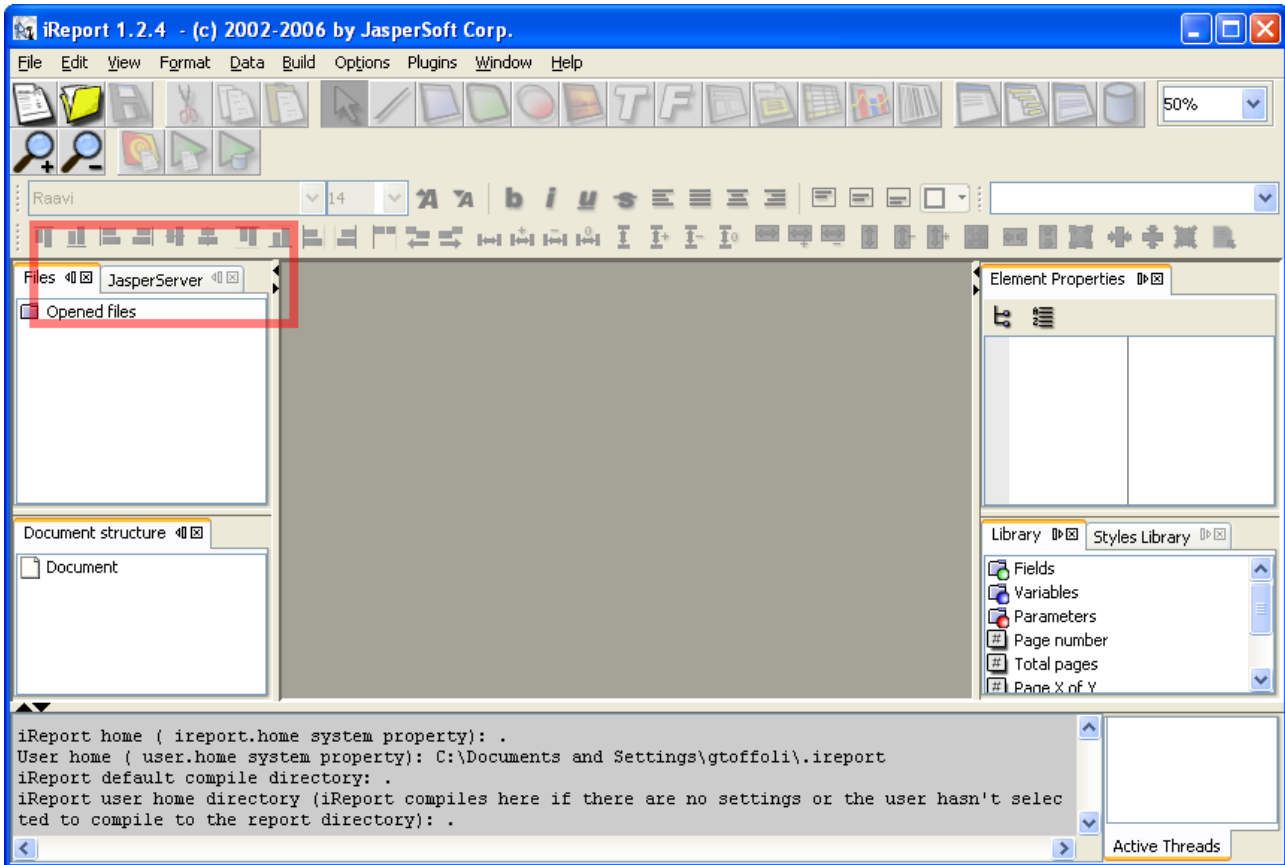 iReport 1.2.4 - (c) 2002-2006 by JasperSoft Corp.
File Edit View Format Data Build Options Plugins Window Help
50%
Raavi 14 A A b i u s
Files JasperServer
Opened files
Element Properties
Document structure
Document
Library Styles Library
Fields
Variables
Parameters
# Page number
# Total pages
# Page X of Y
iReport home ( ireport.home system property): .
User home ( user.home system property): C:\Documents and Settings\gtoffoli\.ireport
iReport default compile directory: .
iReport user home directory (iReport compiles here if there are no settings or the user hasn't selec
ted to compile to the report directory): .
Active Threads